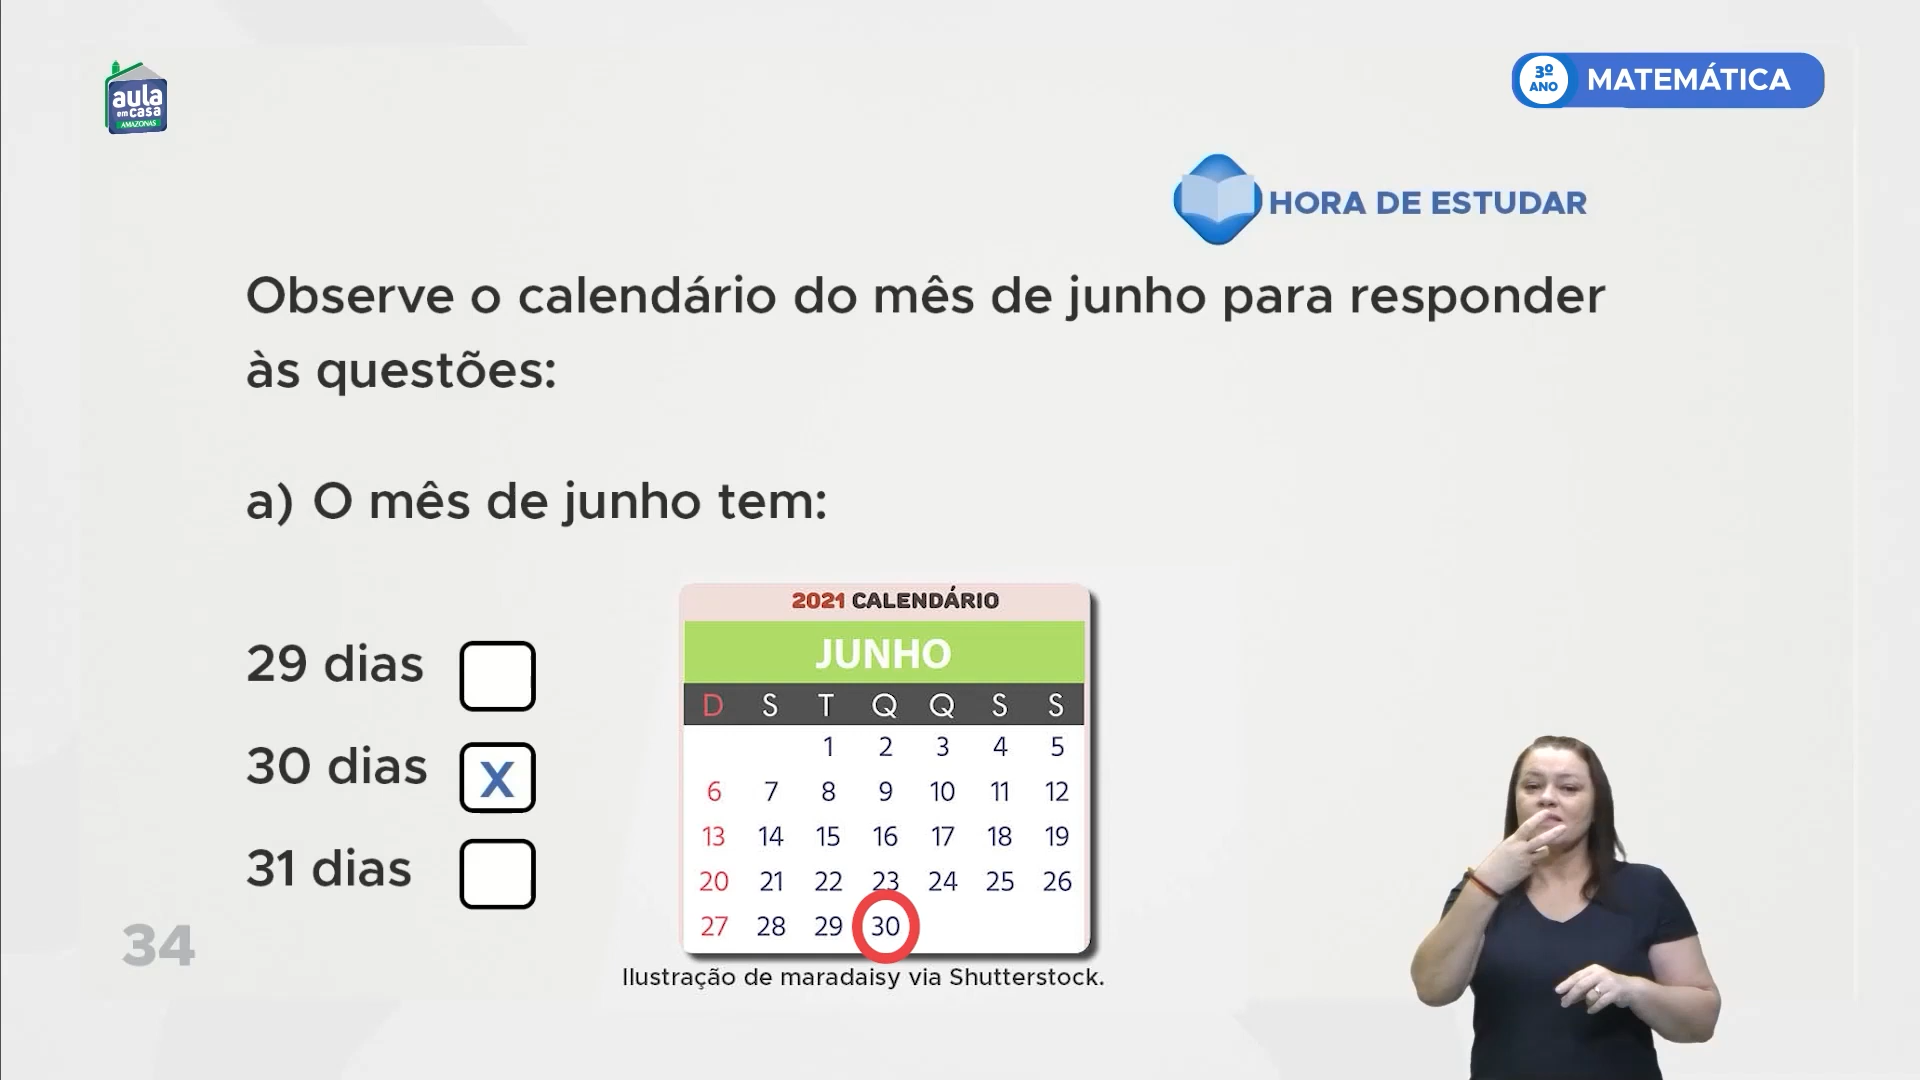 aula
em casa
AMAZONAS
3º
ANO
MATEMÁTICA
HORA DE ESTUDAR
Observe o calendário do mês de junho para responder
às questões:
a) O mês de junho tem:
29 dias
30 dias X
31 dias
2021 CALENDÁRIO
JUNHO
D S T Q Q S S
1 2 3 4 5
6 7 8 9 10 11 12
13 14 15 16 17 18 19
20 21 22 23 24 25 26
27 28 29 30
Ilustração de maradaisy via Shutterstock.
34